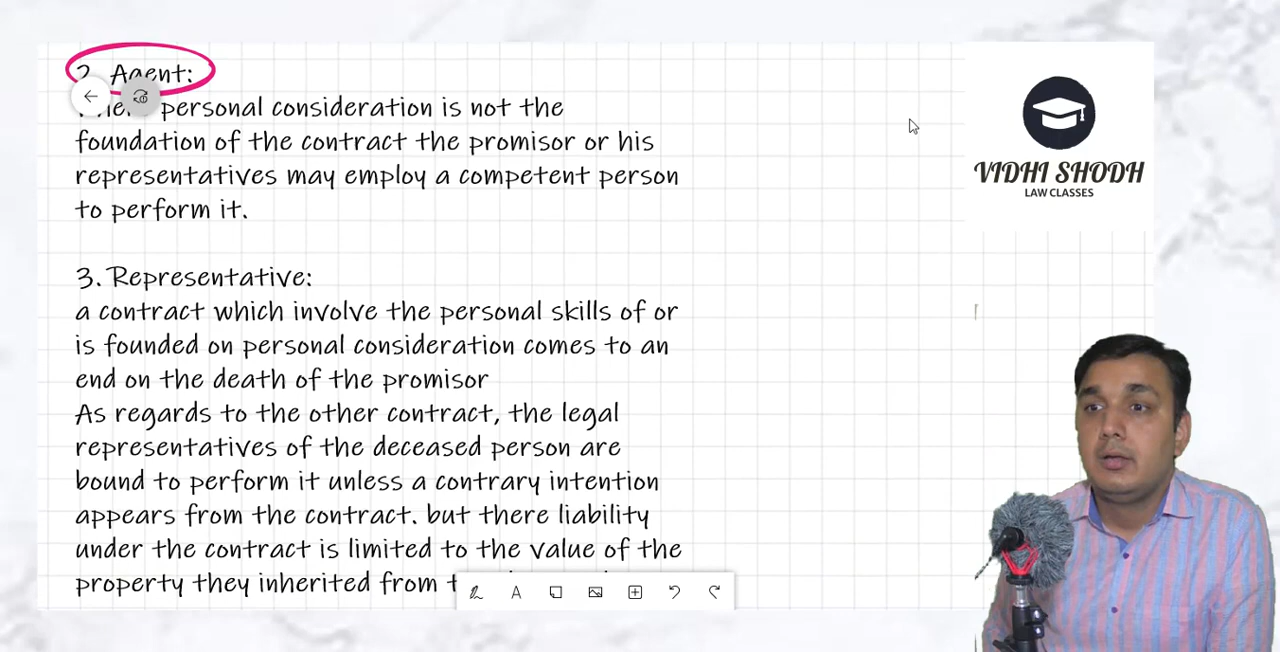 2. Agent:
personal consideration is not the
foundation of the contract the promisor or his
representatives may employ a competent person
to perform it.
3. Representative:
a contract which involve the personal skills of or
is founded on personal consideration comes to an
end on the death of the promisor
As regards to the other contract, the legal
representatives of the deceased person are
bound to perform it unless a contrary intention
appears from the contract. but there liability
under the contract is limited to the value of the
property they inherited from
A
VIDHI SHODH
LAW CLASSES